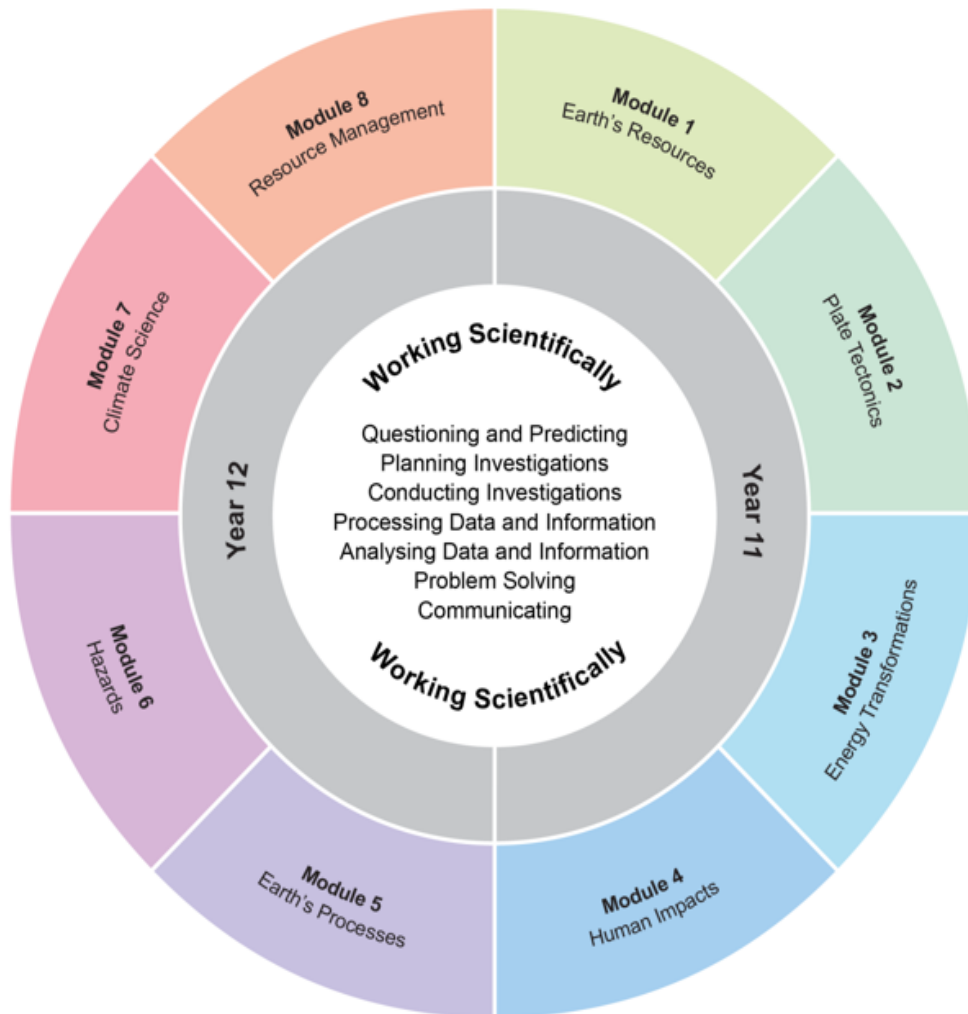 Module 8
Resource Management
Module 1
Earth's Resources
Module 7
Climate Science
Module 2
Plate Tectonics
Working Scientifically
Questioning and Predicting
Planning Investigations
Conducting Investigations
Processing Data and Information
Analysing Data and Information
Problem Solving
Communicating
Working Scientifically
Year 12
Year 11
Module 6
Hazards
Module 3
Energy Transformations
Module 5
Earth's Processes
Module 4
Human Impacts